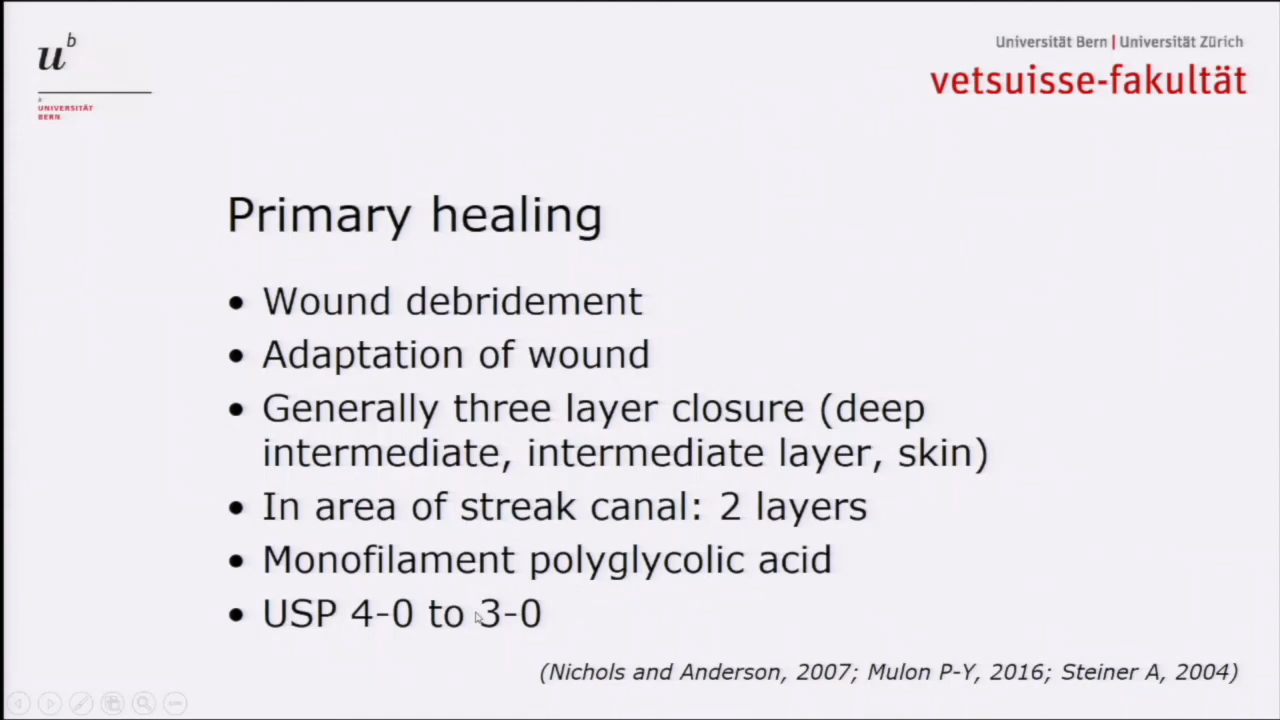 u^b
b
UNIVERSITÄT
BERN
Universität Bern | Universität Zürich
vetsuisse-fakultät
Primary healing
• Wound debridement
• Adaptation of wound
• Generally three layer closure (deep
intermediate, intermediate layer, skin)
• In area of streak canal: 2 layers
• Monofilament polyglycolic acid
• USP 4-0 to 3-0
(Nichols and Anderson, 2007; Mulon P-Y, 2016; Steiner A, 2004)